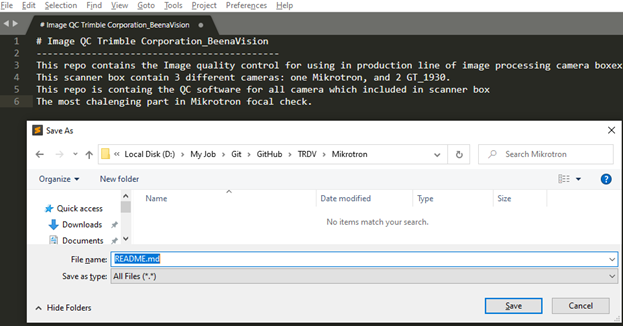 File Edit Selection Find View Goto Tools Project Preferences Help
# Image QC Trimble Corporation_BeenaVision
1 # Image QC Trimble Corporation_BeenaVision
2 -----------------------------------------
3 This repo contains the Image quality control for using in production line of image processing camera boxex
4 This scanner box contain 3 different cameras: one Mikrotron, and 2 GT_1930.
5 This repo is containg the QC software for all camera which included in scanner box
6 The most chalenging part in Mikrotron focal check.
Save As
« Local Disk (D:) > My Job > Git > GitHub > TRDV > Mikrotron
Search Mikrotron
Organize
New folder
Name Date modified Type Size
Quick access
No items match your search.
Downloads
Documents
File name: README.md
Save as type: All Files (*.*)
Hide Folders
Save Cancel